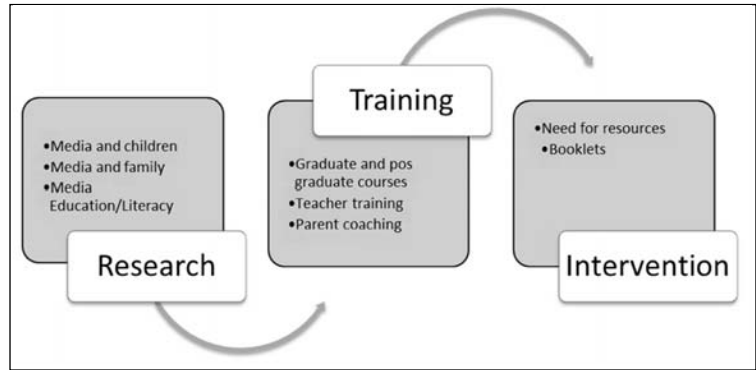 •Media and children
•Media and family
•Media
Education/Literacy
Research
Training
•Graduate and pos
graduate courses
•Teacher training
•Parent coaching
•Need for resources
•Booklets
Intervention